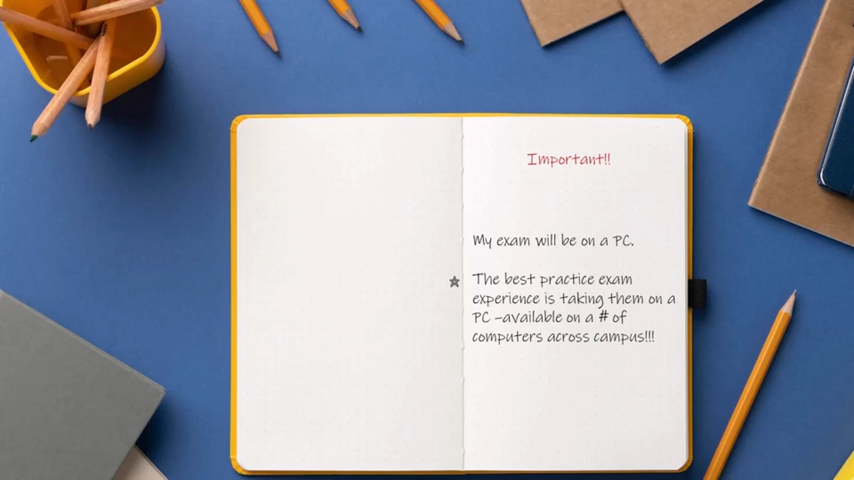 Important!!
My exam will be on a PC.
The best practice exam
experience is taking them on a
PC –available on a # of
computers across campus!!!